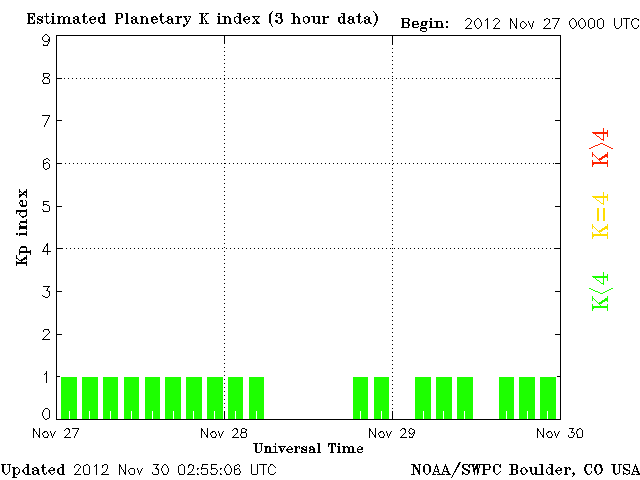 Estimated Planetary K index (3 hour data) Begin: 2012 Nov 27 0000 UTC
9
8
7
6
5
4
3
2
1
0
Kp index
K>4
K=4
K<4
Nov 27 Nov 28 Nov 29 Nov 30
Universal Time
Updated 2012 Nov 30 02:55:06 UTC NOAA/SWPC Boulder, CO USA